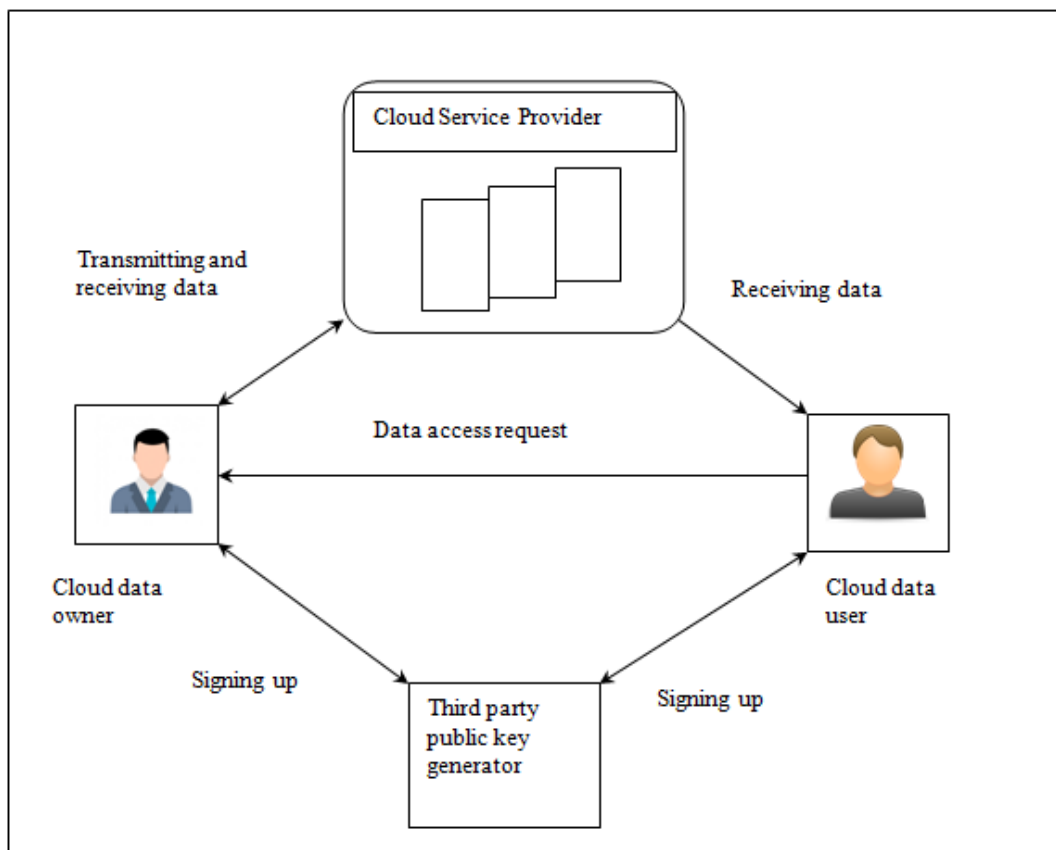 Cloud Service Provider
Transmitting and
receiving data
Receiving data
Data access request
Cloud data
owner
Cloud data
user
Signing up
Signing up
Third party
public key
generator